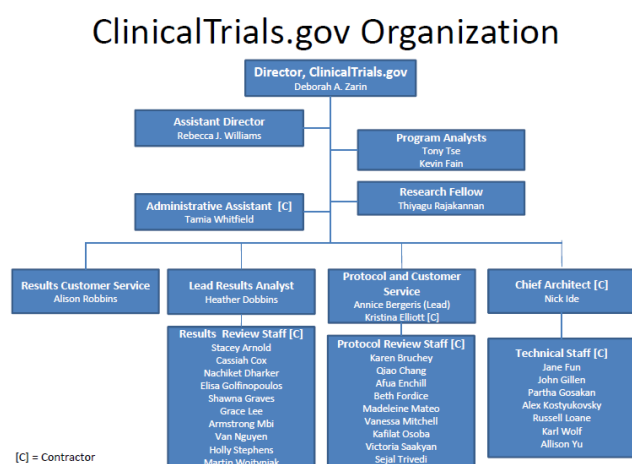 ClinicalTrials.gov Organization
Director, ClinicalTrials.gov
Deborah A. Zarin
Assistant Director
Rebecca J. Williams
Program Analysts
Tony Tse
Kevin Fain
Administrative Assistant [C]
Tamia Whitfield
Research Fellow
Thiyagu Rajakannan
Results Customer Service
Alison Robbins
Lead Results Analyst
Heather Dobbins
Protocol and Customer
Service
Annice Bergeris (Lead)
Kristina Elliott [C]
Chief Architect [C]
Nick Ide
Results Review Staff [C]
Stacey Arnold
Cassiah Cox
Nachiket Dharker
Elisa Golfinopoulos
Shawna Graves
Grace Lee
Armstrong Mbi
Van Nguyen
Holly Stephens
Martin Wojtyniak
Protocol Review Staff [C]
Karen Bruchey
Qiao Chang
Afua Enchill
Beth Fordice
Madeleine Mateo
Vanessa Mitchell
Kafilat Osoba
Victoria Saakyan
Sejal Trivedi
Technical Staff [C]
Jane Fun
John Gillen
Partha Gosakan
Alex Kostyukovsky
Russell Loane
Karl Wolf
Allison Yu
[C] = Contractor